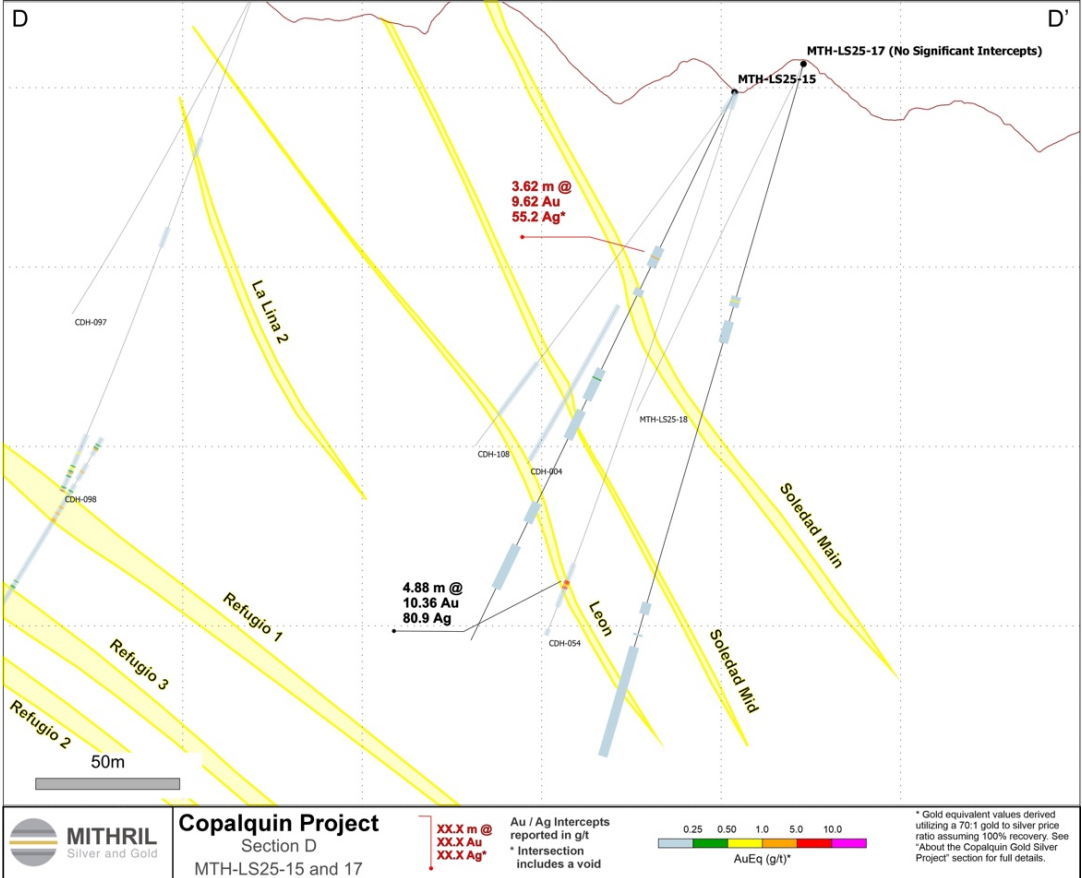 D
D'
MTH-LS25-17 (No Significant Intercepts)
MTH-LS25-15
3.62 m @
9.62 Au
55.2 Ag*
La Lina 2
CDH-097
MTH-LS25-18
CDH-108
CDH-004
CDH-098
Soledad Main
4.88 m @
10.36 Au
80.9 Ag
Refugio 1
Leon
CDH-054
Soledad Mid
Refugio 3
Refugio 2
50m
MITHRIL
Silver and Gold
Copalquin Project
Section D
MTH-LS25-15 and 17
XX.X m @
XX.X Au
XX.X Ag*
Au / Ag Intercepts
reported in g/t
* Intersection
includes a void
0.25 0.50 1.0 5.0 10.0
AuEq (g/t)*
* Gold equivalent values derived
utilizing a 70:1 gold to silver price
ratio assuming 100% recovery. See
"About the Copalquin Gold Silver
Project" section for full details.